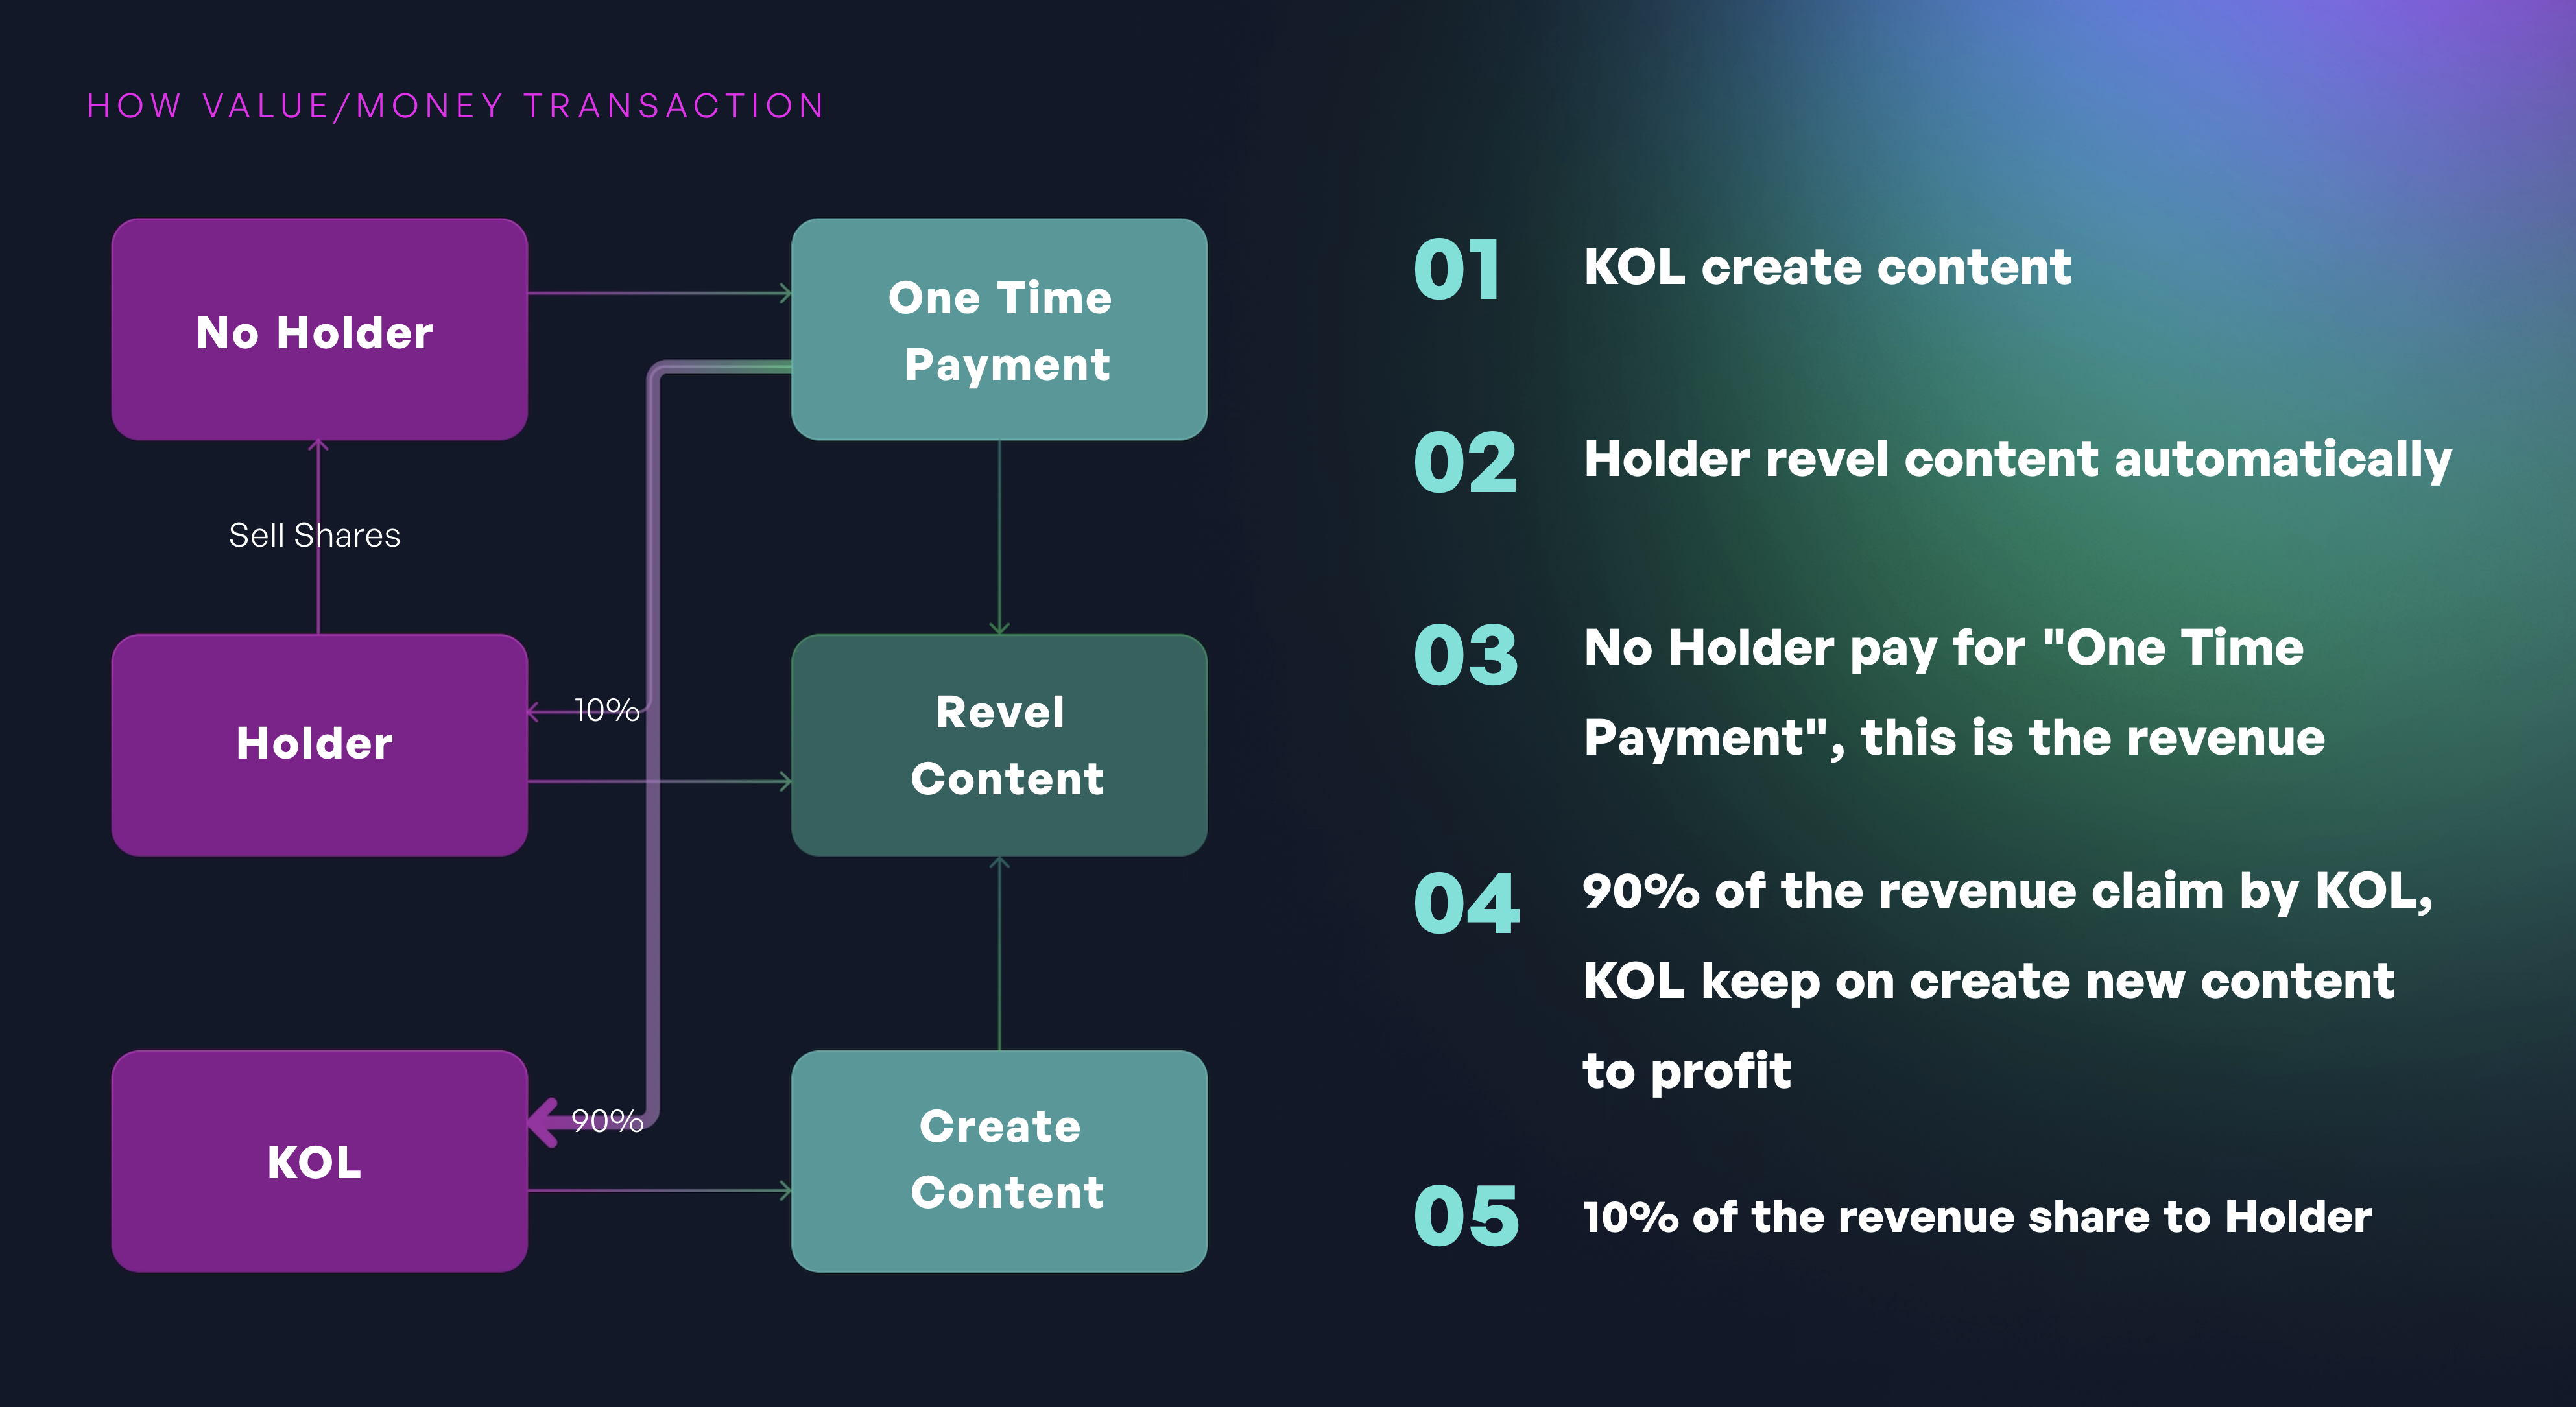 HOW VALUE/MONEY TRANSACTION
No Holder
One Time
Payment
Sell Shares
Holder
10%
Revel
Content
KOL
90%
Create
Content
01 KOL create content
02 Holder revel content automatically
03 No Holder pay for "One Time
Payment", this is the revenue
04 90% of the revenue claim by KOL,
KOL keep on create new content
to profit
05 10% of the revenue share to Holder